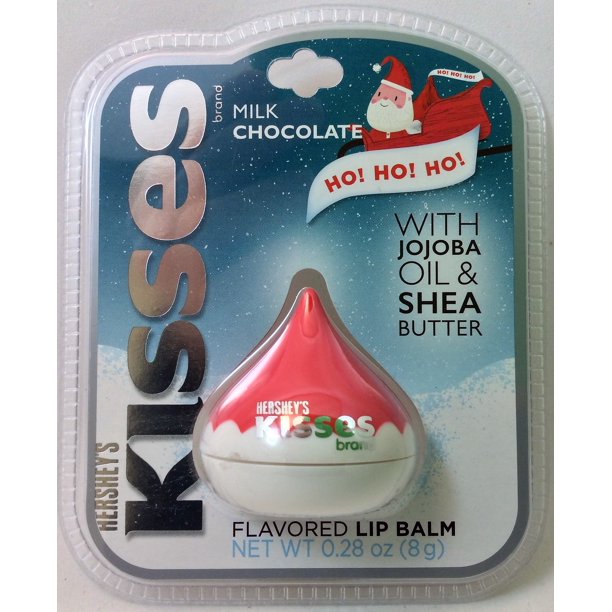 HERSHEY'S
KISSES
brand
MILK
CHOCOLATE
HO! HO! HO!
HO! HO! HO!
WITH
JOJOBA
OIL &
SHEA
BUTTER
HERSHEY'S
KISSES
brand
FLAVORED LIP BALM
NET WT 0.28 oz (8g)